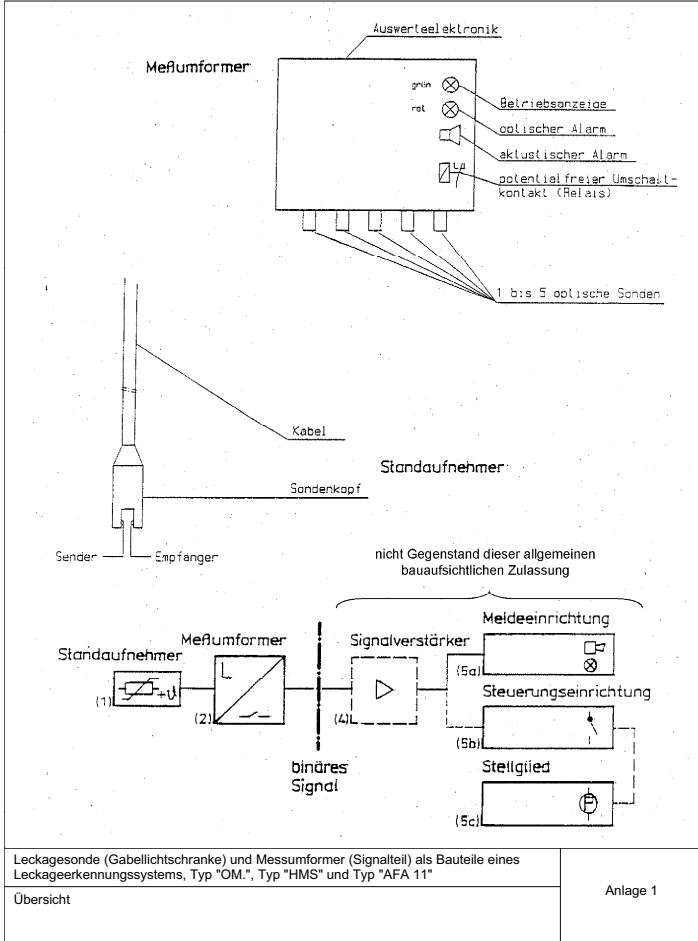 Auswerteelektronik
Meßumformer
grün
rot
Betriebsanzeige
optischer Alarm
aktustischer Alarm
potentialfreier Umschalt-
kontakt (Relais)
1 bis 5 optische Sonden
Kabel
Standaufnehmer
Sondenkopf
Sender
Empfänger
nicht Gegenstand dieser allgemeinen
bauaufsichtlichen Zulassung
Meldeeinrichtung
Meßumformer
Signalverstärker
Standaufnehmer
(5a)
+ϑ
L
Steuerungseinrichtung
(1)
(2)
(4)
(5b)
binäres
Signal
Stellglied
P
(5c)
Leckagesonde (Gabellichtschranke) und Messumformer (Signalteil) als Bauteile eines
Leckageerkennungssystems, Typ "OM.", Typ "HMS" und Typ "AFA 11"
Anlage 1
Übersicht